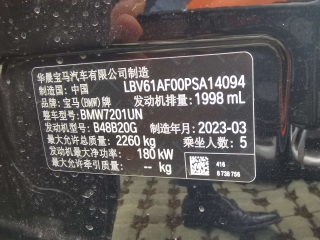 华晨宝马汽车有限公司制造
制造国: 中国 LBV61AF00PSA14094
品牌: 宝马(BMW)牌 发动机排量: 1998 mL
整车型号: BMW7201UN
发动机型号: B48B20G 制造年月: 2023-03
最大允许总质量: 2260 kg 乘坐人数: 5
发动机最大净功率: 180 kW
最大允许牵引质量: -- kg
416
8 738 756